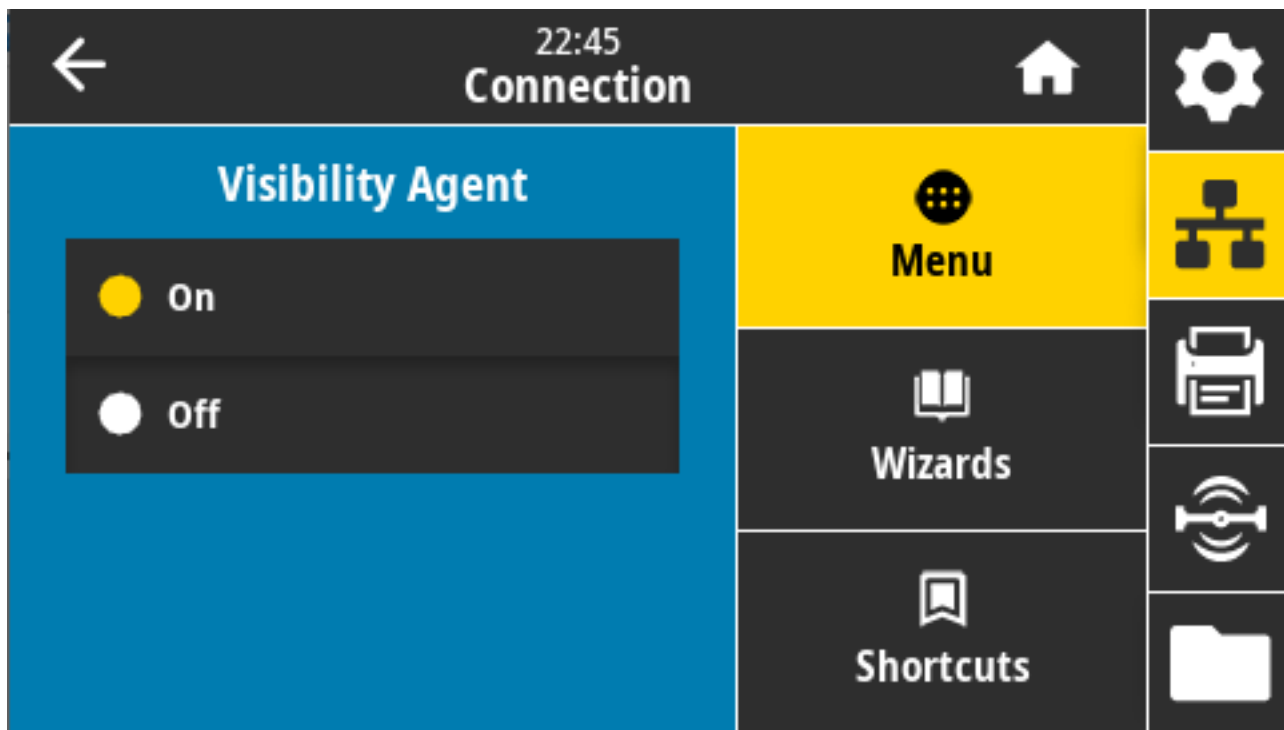 22:45
Connection
Visibility Agent
On
Off
Menu
Wizards
Shortcuts